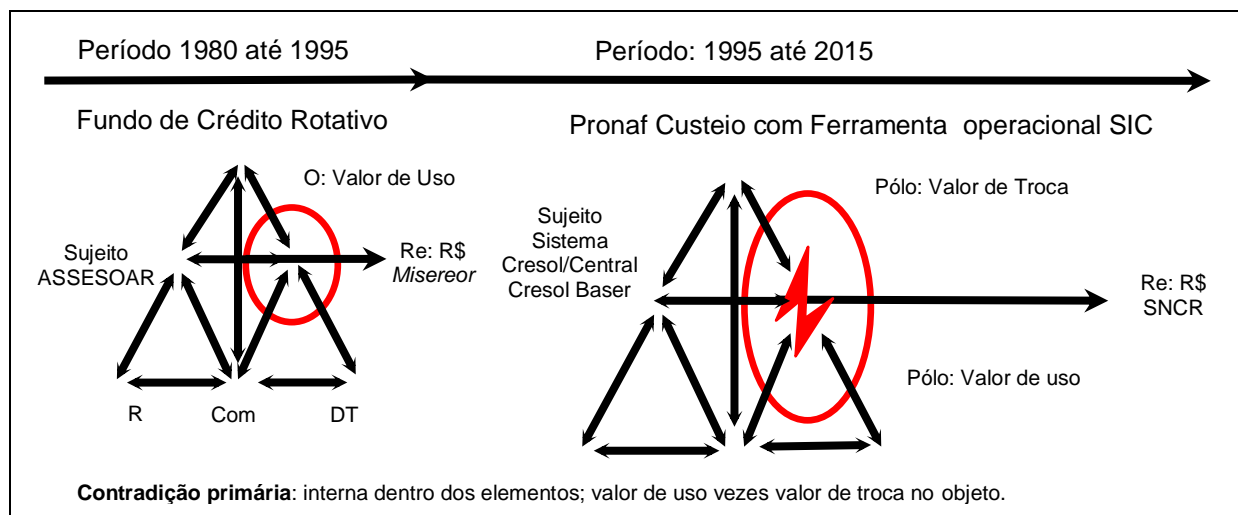 Período 1980 até 1995
Período: 1995 até 2015
Fundo de Crédito Rotativo
Pronaf Custeio com Ferramenta operacional SIC
O: Valor de Uso
Sujeito
ASSESOAR
Re: R$
Misereor
R
Com
DT
Pólo: Valor de Troca
Sujeito
Sistema
Cresol/Central
Cresol Baser
Re: R$
SNCR
Pólo: Valor de uso
Contradição primária: interna dentro dos elementos; valor de uso vezes valor de troca no objeto.